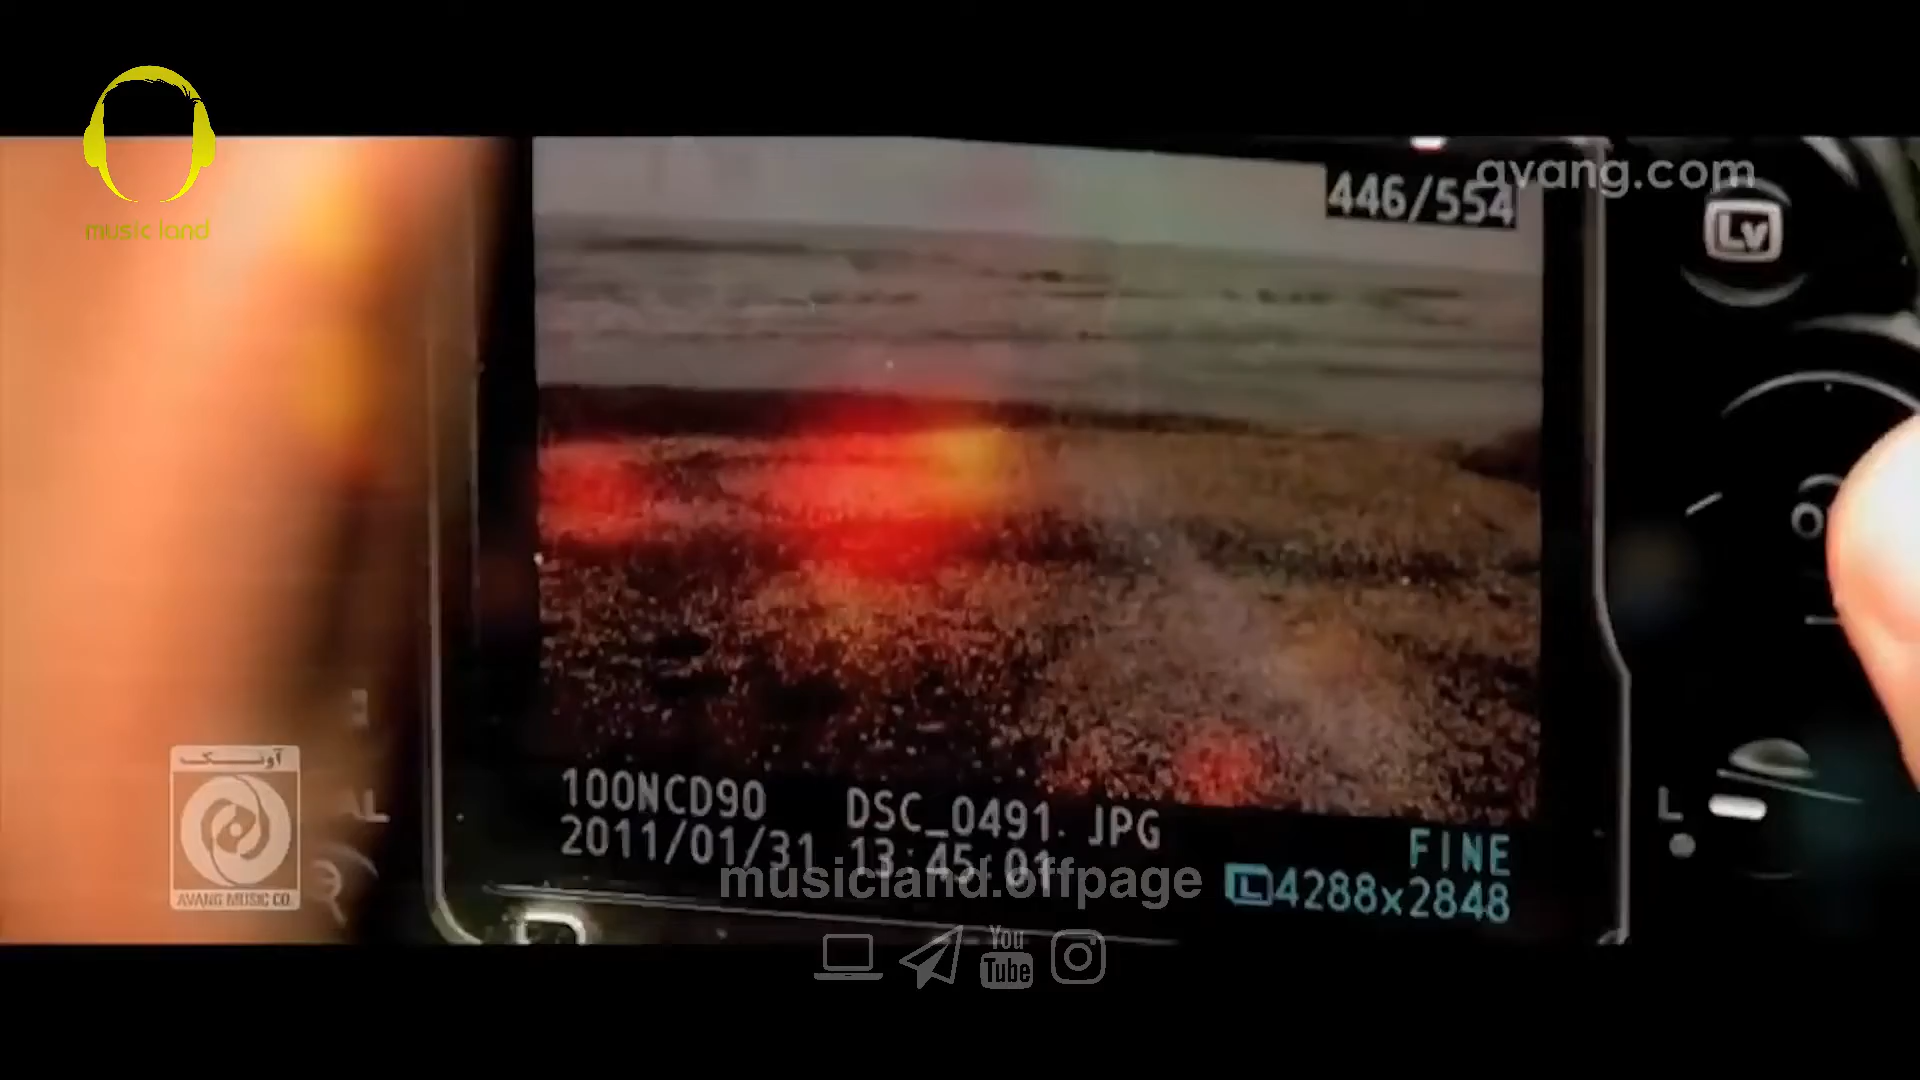 music land
avang.com
446/554
Lv
آونگ
AVANG MUSIC CO.
100NCD90 DSC_0491.JPG
2011/01/31 13:45:01
FINE
L 4288x2848
L
musicland.offpage
You
Tube